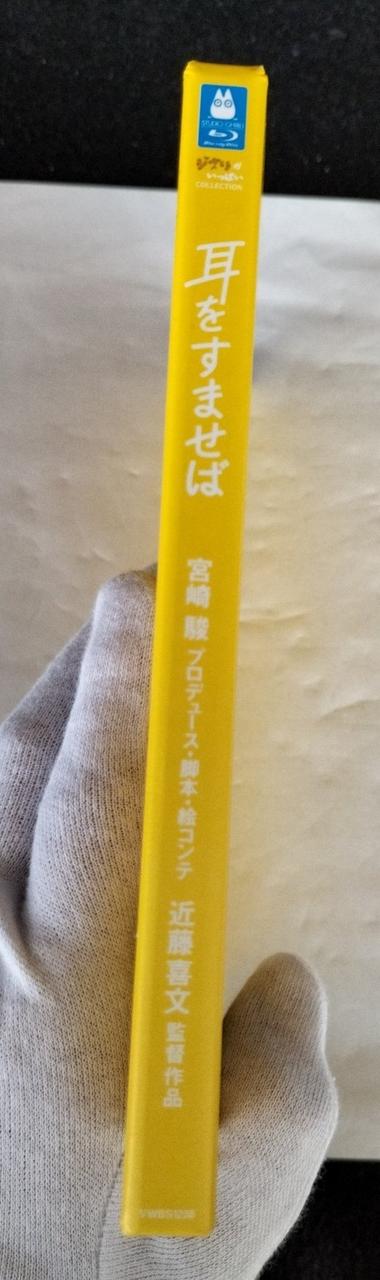 STUDIO GHIBLI
Blu-ray Disc
ジブリが
いっぱい
COLLECTION
耳をすませば
宮崎 駿 プロデュース・脚本・絵コンテ
近藤喜文 監督作品
VWBS1238